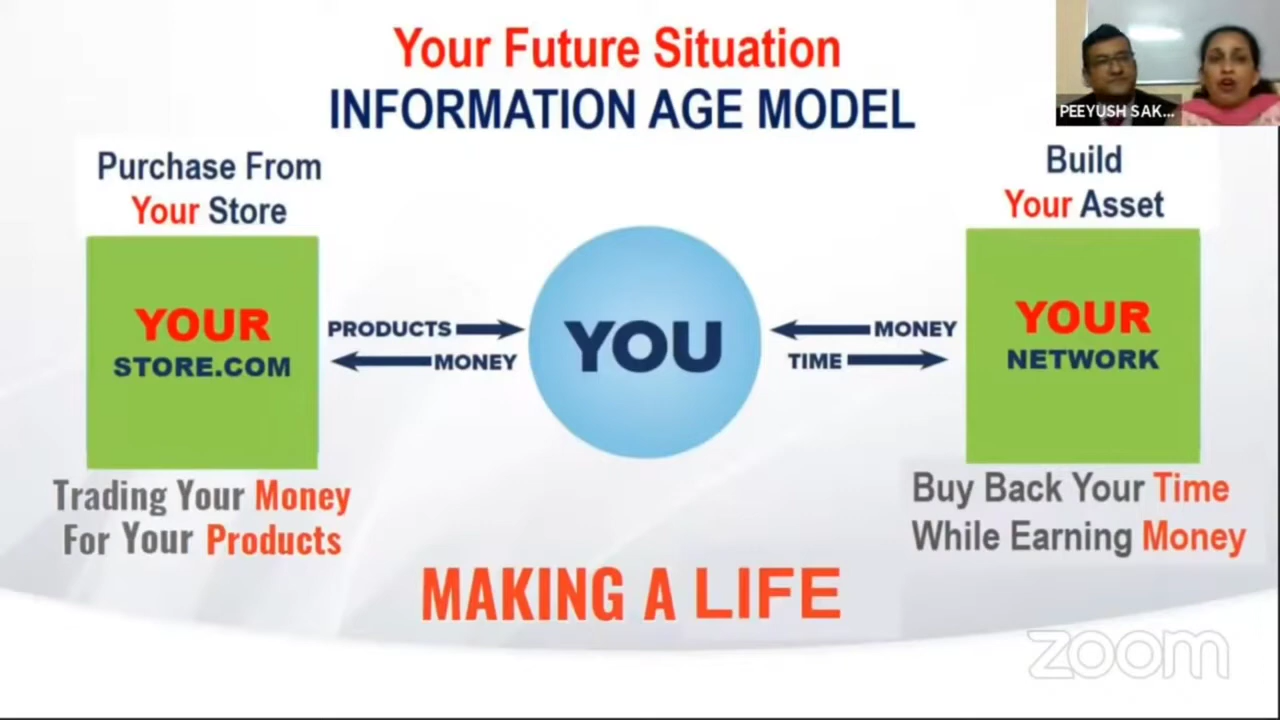 Your Future Situation
INFORMATION AGE MODEL
PEEYUSH SAK...
Purchase From
Your Store
YOUR
STORE.COM
PRODUCTS
MONEY
Trading Your Money
For Your Products
YOU
MONEY
TIME
Build
Your Asset
YOUR
NETWORK
Buy Back Your Time
While Earning Money
MAKING A LIFE
zoom